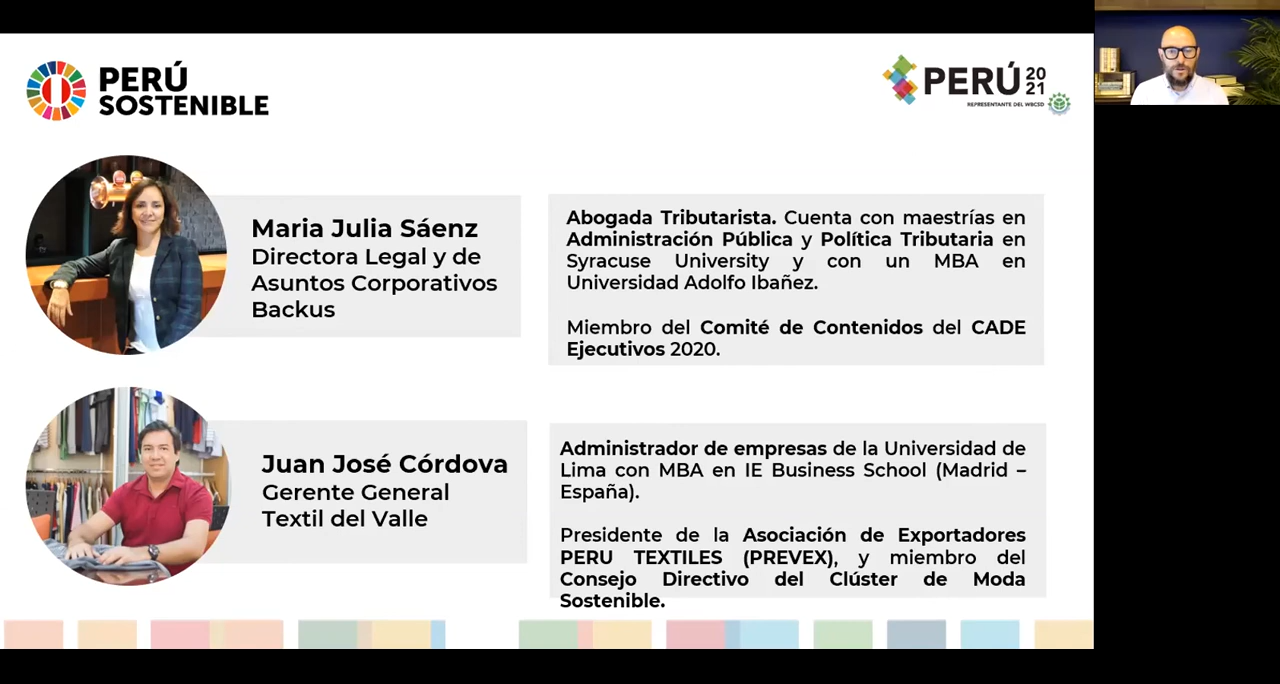 PERÚ
SOSTENIBLE
PERÚ 20
21
REPRESENTANTE DEL WBCSD
Maria Julia Sáenz
Directora Legal y de
Asuntos Corporativos
Backus
Abogada Tributarista. Cuenta con maestrías en
Administración Pública y Política Tributaria en
Syracuse University y con un MBA en
Universidad Adolfo Ibañez.
Miembro del Comité de Contenidos del CADE
Ejecutivos 2020.
Juan José Córdova
Gerente General
Textil del Valle
Administrador de empresas de la Universidad de
Lima con MBA en IE Business School (Madrid –
España).
Presidente de la Asociación de Exportadores
PERU TEXTILES (PREVEX), y miembro del
Consejo Directivo del Clúster de Moda
Sostenible.